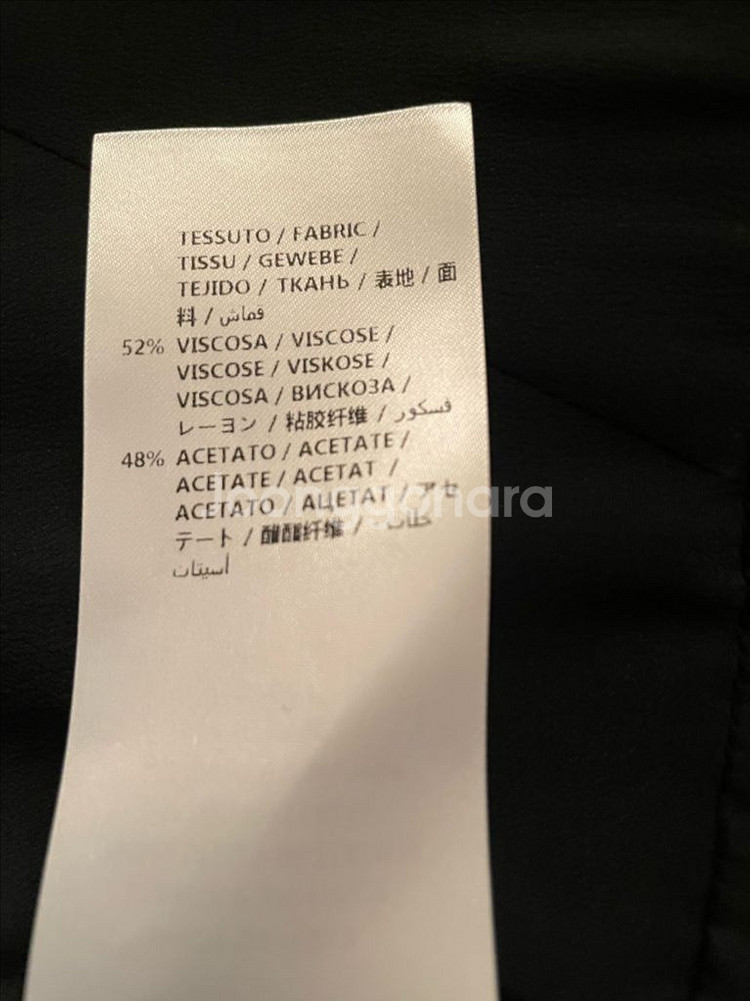 TESSUTO / FABRIC /
TISSU / GEWEBE /
TEJIDO / ТКАНЬ / 表地 / 面
料 / قماش
52% VISCOSA / VISCOSE /
VISCOSE / VISKOSE /
VISCOSA / ВИСКОЗА /
レーヨン / 粘胶纤维 / فسكور
48% ACETATO / ACETATE /
ACETATE / ACETAT /
ACETATO / АЦЕТАТ / アセ
テート / 醋酯纤维 /
أسيتات